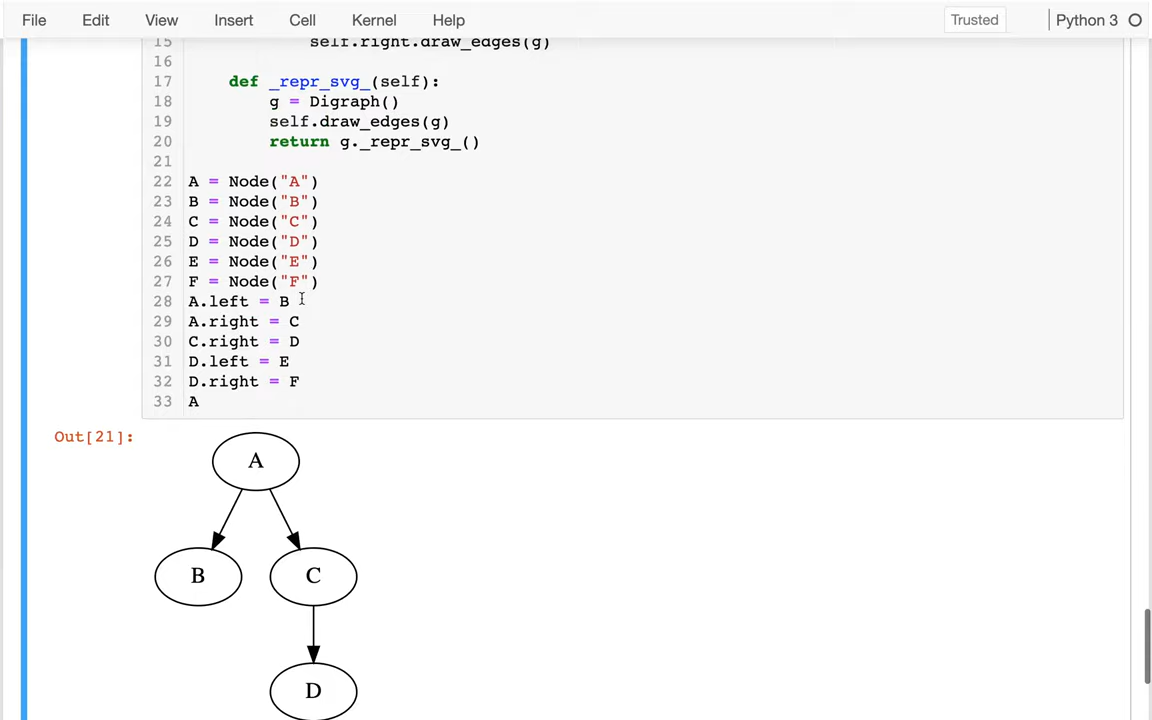 File Edit View Insert Cell Kernel Help Trusted Python 3
15 self.right.draw_edges(g)
16
17 def _repr_svg_(self):
18 g = Digraph()
19 self.draw_edges(g)
20 return g._repr_svg_()
21
22 A = Node("A")
23 B = Node("B")
24 C = Node("C")
25 D = Node("D")
26 E = Node("E")
27 F = Node("F")
28 A.left = B
29 A.right = C
30 C.right = D
31 D.left = E
32 D.right = F
33 A
Out[21]:
A
B C
D